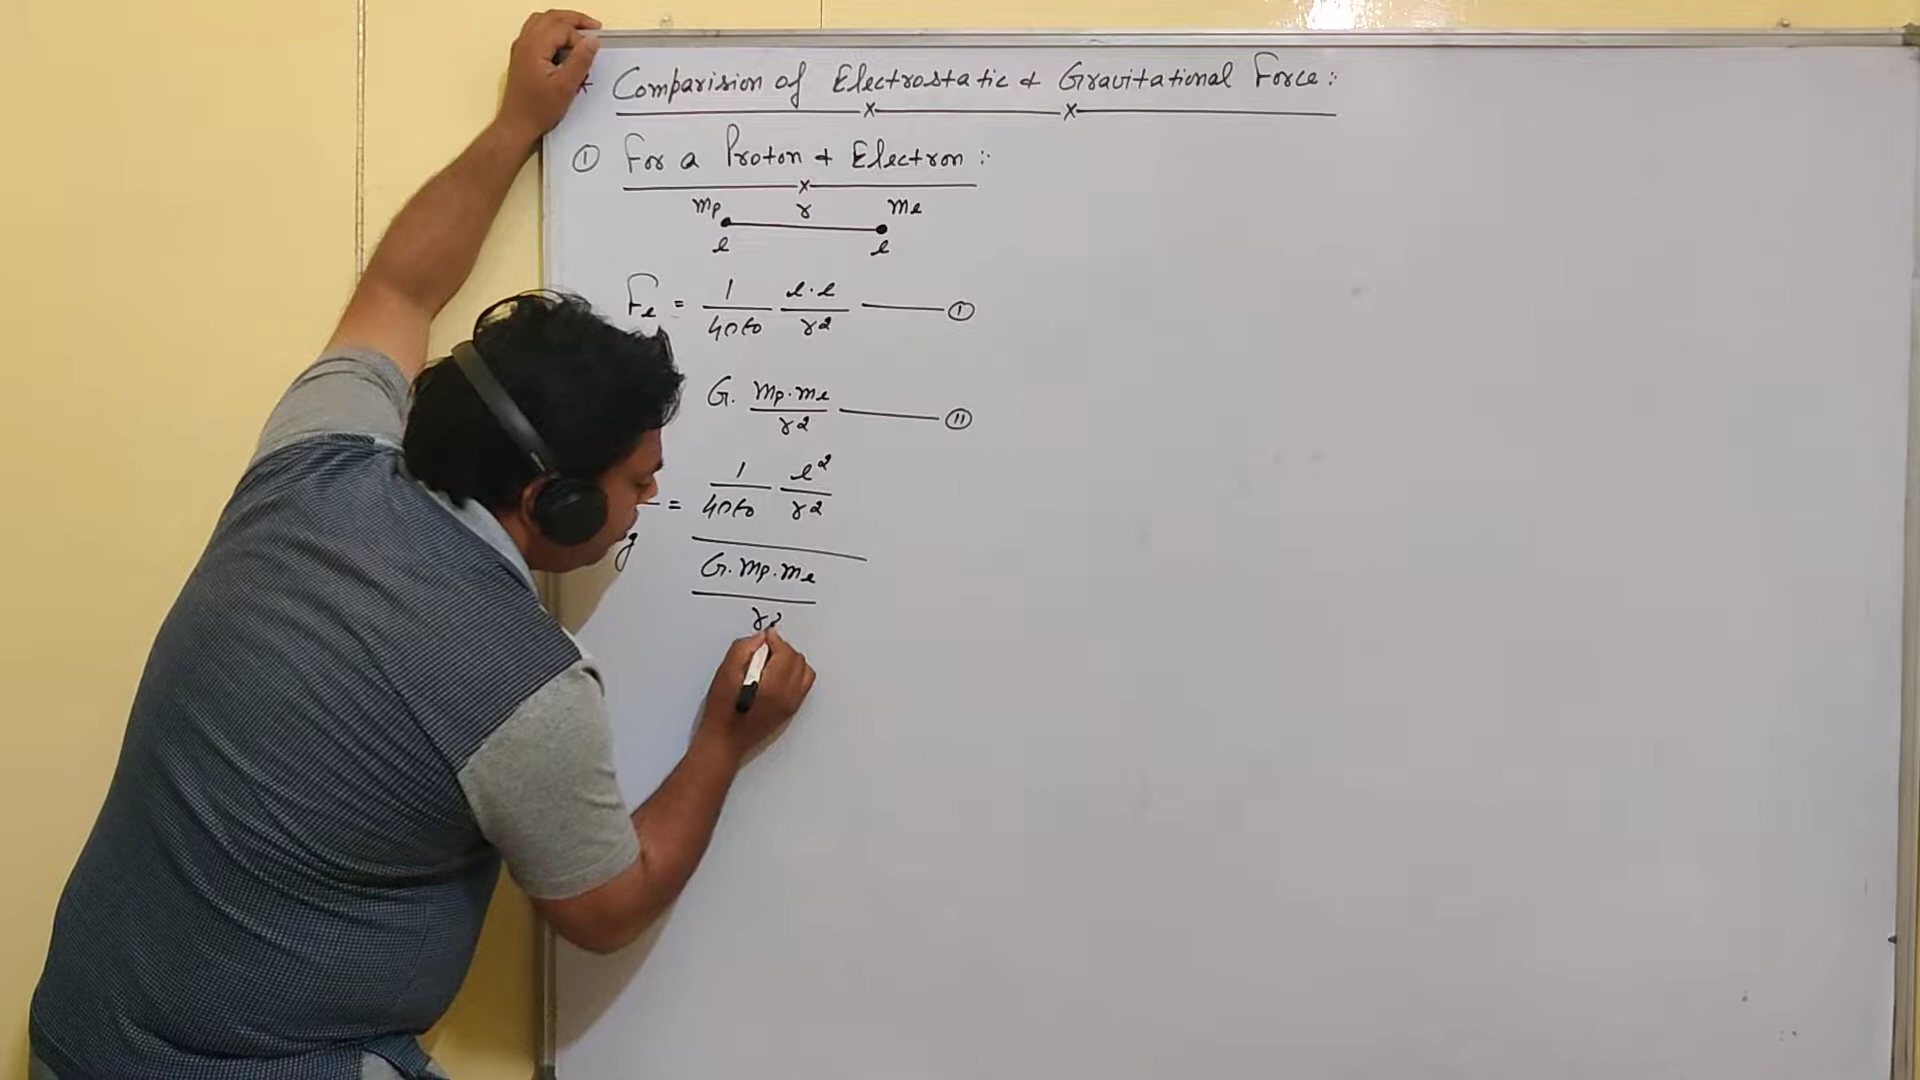 * Comparision of Electrostatic & Gravitational Force :
① For a Proton & Electron :
mp r me
e e
Fe = 1/4πε0 e·e/r² — ①
G. mp·me/r² — ②
g = 1/4πε0 e²/r² / G.mp.me/r²